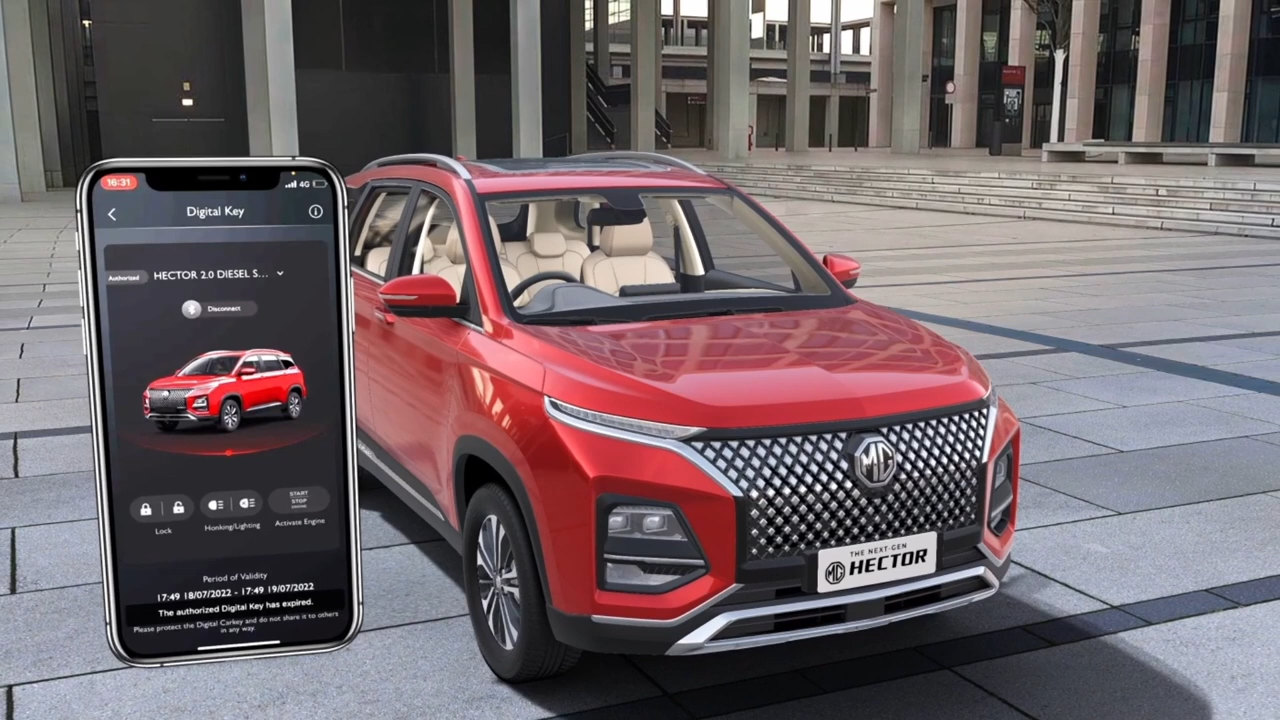 16:31
4G
Digital Key
Authorized
HECTOR 2.0 DIESEL S...
Disconnect
START
STOP
ENGINE
Lock
Honking/Lighting
Activate Engine
Period of Validity
17:49 18/07/2022 - 17:49 19/07/2022
The authorized Digital Key has expired.
Please protect the Digital Carkey and do not share it to others
in any way.
MG
THE NEXT-GEN
MG HECTOR